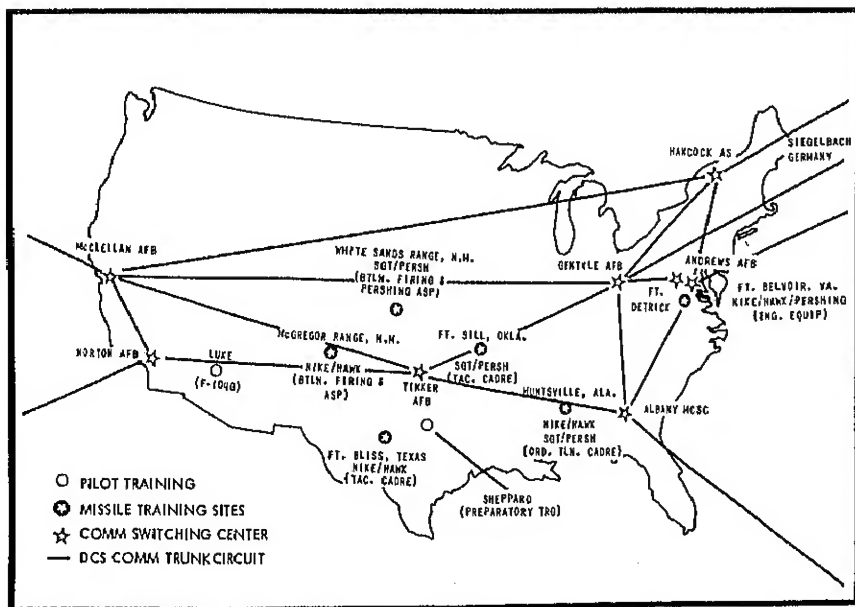 HANCOCK AS
SIEGELBACH
GERMANY
McCLELLAN AFB
WHITE SANDS RANGE, N.M.
SGT/PERSH
(BTLN. FIRING &
PERSHING ASP)
GENTILE AFB
ANDREWS AFB
FT.
DETRICK
FT. BELVOIR, VA.
NIKE/HAWK/PERSHING
(ENG. EQUIP)
McGREGOR RANGE, N.M.
NIKE/HAWK
(BTLN. FIRING &
ASP)
FT. SILL, OKLA.
SGT/PERSH
(TAC. CADRE)
NORTON AFB
LUKE
(F-104G)
TINKER
AFB
HUNTSVILLE, ALA.
NIKE/HAWK
SGT/PERSH
(ORD. TLN. CADRE)
ALBANY MCSC
FT. BLISS, TEXAS
NIKE/HAWK
(TAC. CADRE)
SHEPPARD
(PREPARATORY TRG)
PILOT TRAINING
MISSILE TRAINING SITES
COMM SWITCHING CENTER
DCS COMM TRUNK CIRCUIT